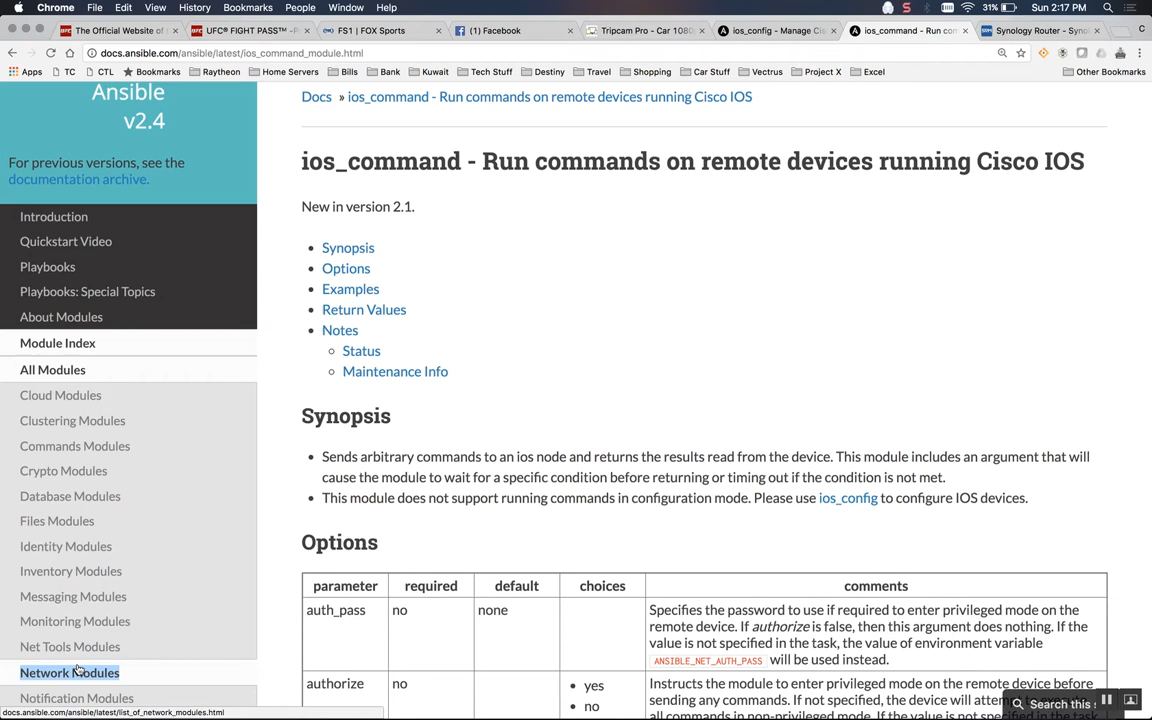 Chrome File Edit View History Bookmarks People Window Help 31% Sun 2:17 PM
The Official Website of UFC® FIGHT PASS™ - FS1 | FOX Sports (1) Facebook Tripcam Pro - Car 108 ios_config - Manage Cis ios_command - Run com Synology Router - Synol
docs.ansible.com/ansible/latest/ios_command_module.html
Apps TC CTL Bookmarks Raytheon Home Servers Bills Bank Kuwait Tech Stuff Destiny Travel Shopping Car Stuff Vectrus Project X Excel Other Bookmarks
Ansible
v2.4
For previous versions, see the
documentation archive.
Introduction
Quickstart Video
Playbooks
Playbooks: Special Topics
About Modules
Module Index
All Modules
Cloud Modules
Clustering Modules
Commands Modules
Crypto Modules
Database Modules
Files Modules
Identity Modules
Inventory Modules
Messaging Modules
Monitoring Modules
Net Tools Modules
Network Modules
Notification Modules
docs.ansible.com/ansible/latest/list_of_network_modules.html
Docs » ios_command - Run commands on remote devices running Cisco IOS
ios_command - Run commands on remote devices running Cisco IOS
New in version 2.1.
• Synopsis
• Options
• Examples
• Return Values
• Notes
◦ Status
◦ Maintenance Info
Synopsis
• Sends arbitrary commands to an ios node and returns the results read from the device. This module includes an argument that will
cause the module to wait for a specific condition before returning or timing out if the condition is not met.
• This module does not support running commands in configuration mode. Please use ios_config to configure IOS devices.
Options
parameter required default choices comments
auth_pass no none Specifies the password to use if required to enter privileged mode on the
remote device. If authorize is false, then this argument does nothing. If the
value is not specified in the task, the value of environment variable
ANSIBLE_NET_AUTH_PASS will be used instead.
authorize no • yes Instructs the module to enter privileged mode on the remote device before
• no sending any commands. If not specified, the device will attempt to execute
all commands in non-privileged mode. If the value is not specified in the task
Search this s